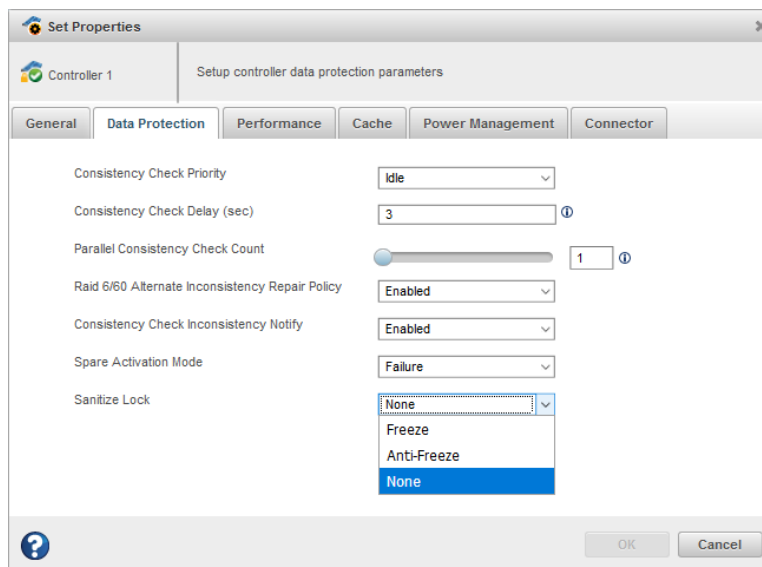 Set Properties
Controller 1
Setup controller data protection parameters
General
Data Protection
Performance
Cache
Power Management
Connector
Consistency Check Priority
Idle
Consistency Check Delay (sec)
3
Parallel Consistency Check Count
1
Raid 6/60 Alternate Inconsistency Repair Policy
Enabled
Consistency Check Inconsistency Notify
Enabled
Spare Activation Mode
Failure
Sanitize Lock
None
Freeze
Anti-Freeze
None
OK
Cancel